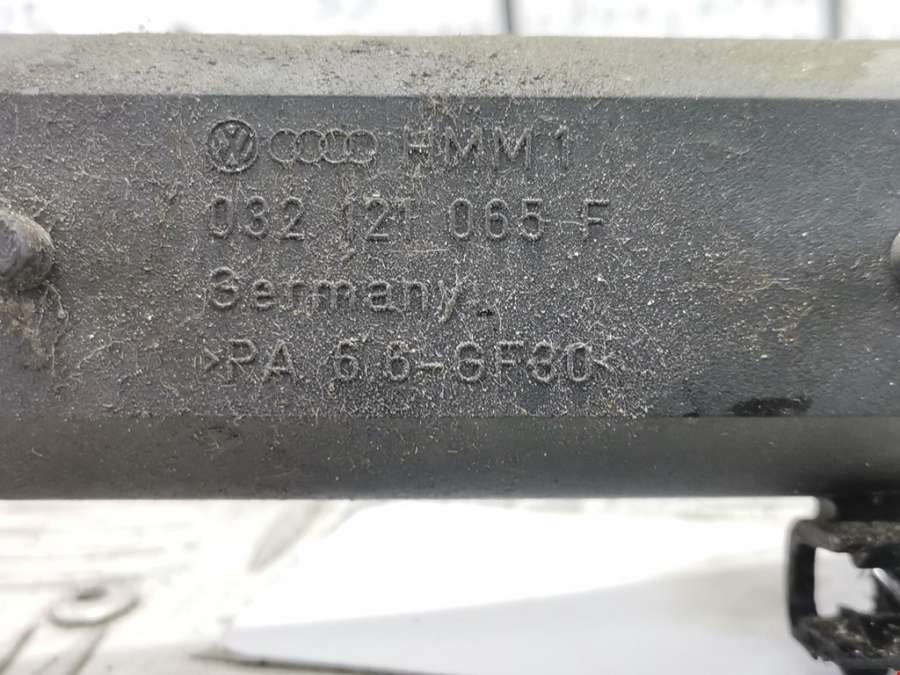 HMM 1
032 121 065 F
Germany
>PA 6.6-GF30<